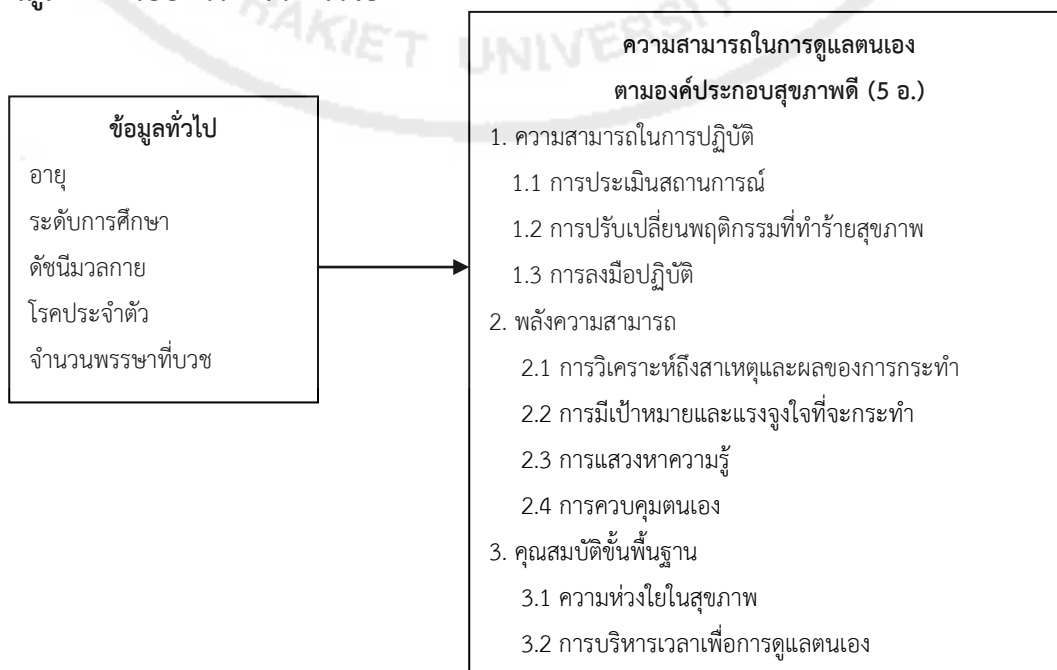 RAKIET UNIVERSIT
ข้อมูลทั่วไป
อายุ
ระดับการศึกษา
ดัชนีมวลกาย
โรคประจำตัว
จำนวนพรรษาที่บวช
ความสามารถในการดูแลตนเอง
ตามองค์ประกอบสุขภาพดี (5 อ.)
1. ความสามารถในการปฏิบัติ
1.1 การประเมินสถานการณ์
1.2 การปรับเปลี่ยนพฤติกรรมที่ทำร้ายสุขภาพ
1.3 การลงมือปฏิบัติ
2. พลังความสามารถ
2.1 การวิเคราะห์ถึงสาเหตุและผลของการกระทำ
2.2 การมีเป้าหมายและแรงจูงใจที่จะกระทำ
2.3 การแสวงหาความรู้
2.4 การควบคุมตนเอง
3. คุณสมบัติขั้นพื้นฐาน
3.1 ความห่วงใยในสุขภาพ
3.2 การบริหารเวลาเพื่อการดูแลตนเอง